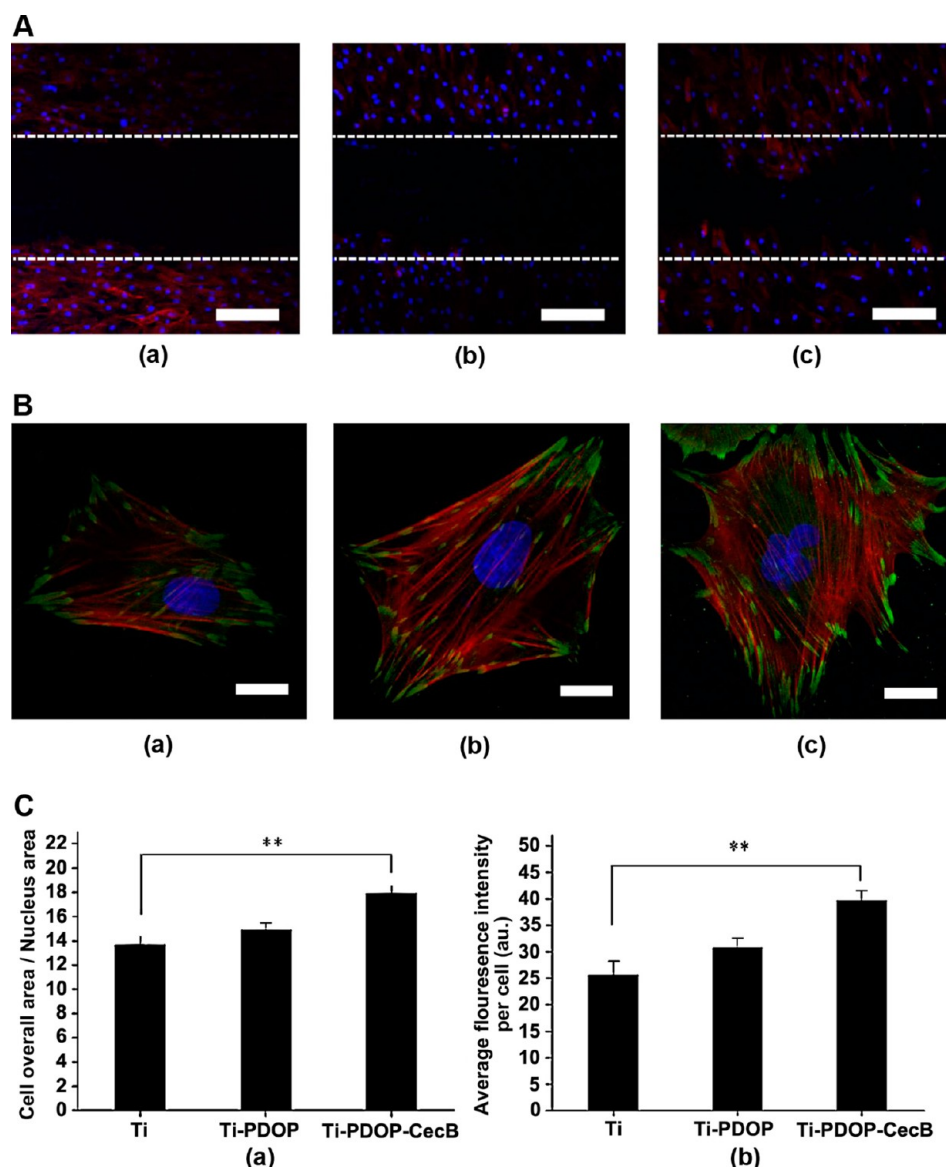 A
(a) (b) (c)
B
(a) (b) (c)
C
Cell overall area / Nucleus area
22
20
18
16
14
12
10
8
6
4
2
0
**
Ti Ti-PDOP Ti-PDOP-CecB
(a)
Average flouresence intensity
per cell (au.)
50
45
40
35
30
25
20
15
10
5
0
**
Ti Ti-PDOP Ti-PDOP-CecB
(b)